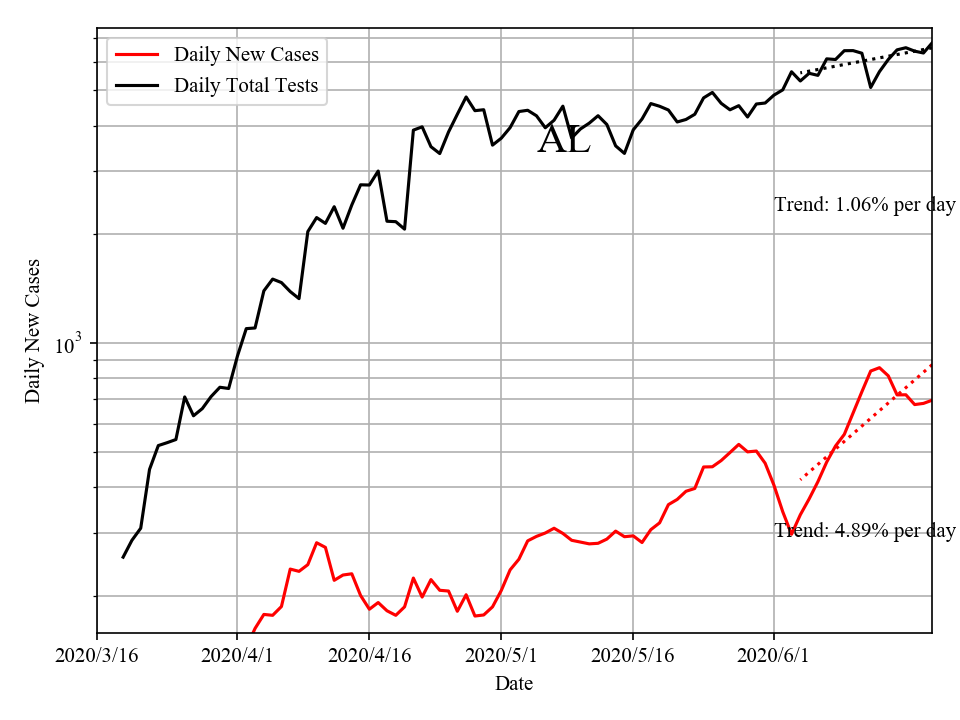 Daily New Cases
Daily Total Tests
AL
Trend: 1.06% per day
Trend: 4.89% per day
Daily New Cases
10^3
2020/3/16 2020/4/1 2020/4/16 2020/5/1 2020/5/16 2020/6/1
Date